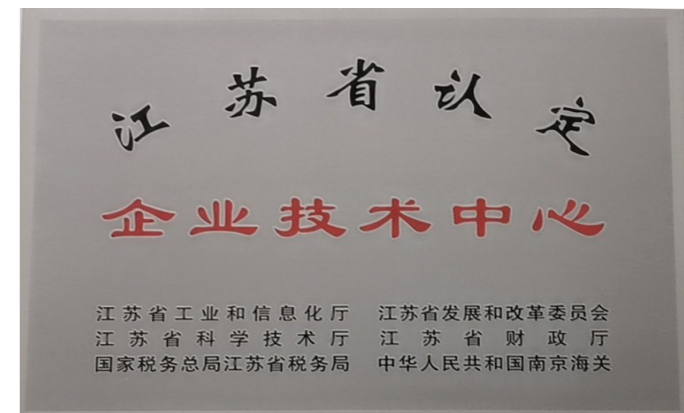 江苏省认定
企业技术中心
江苏省工业和信息化厅 江苏省发展和改革委员会
江苏省科学技术厅 江苏省财政厅
国家税务总局江苏省税务局 中华人民共和国南京海关